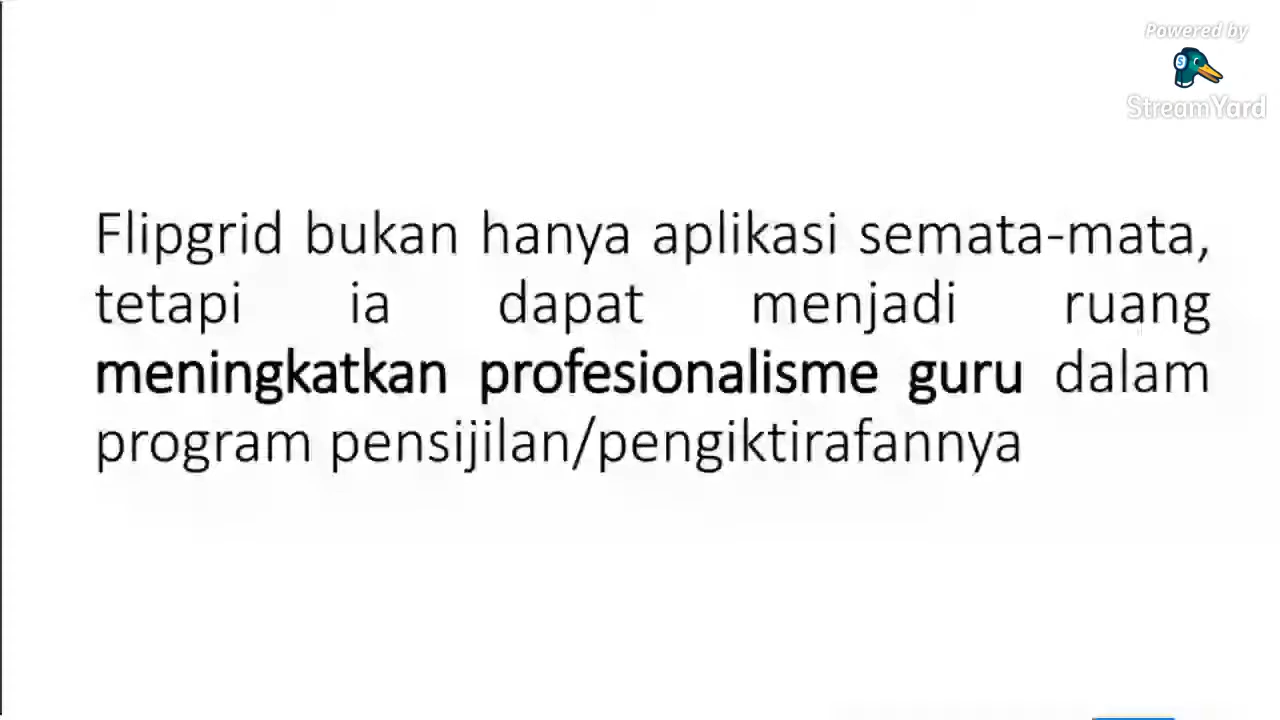 Powered by
StreamYard
Flipgrid bukan hanya aplikasi semata-mata,
tetapi ia dapat menjadi ruang
meningkatkan profesionalisme guru dalam
program pensijilan/pengiktirafannya